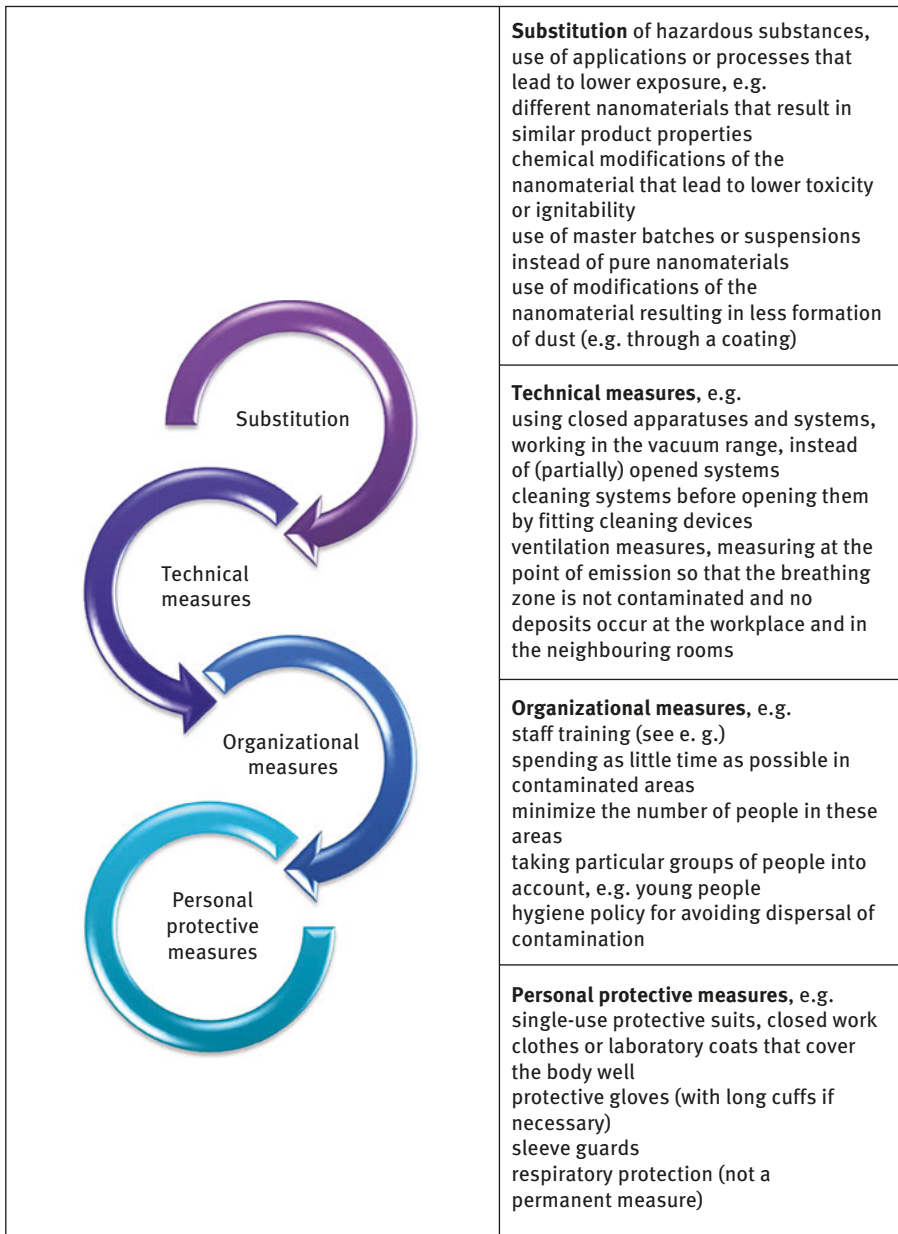 Substitution
Technical
measures
Organizational
measures
Personal
protective
measures
Substitution of hazardous substances,
use of applications or processes that
lead to lower exposure, e.g.
different nanomaterials that result in
similar product properties
chemical modifications of the
nanomaterial that lead to lower toxicity
or ignitability
use of master batches or suspensions
instead of pure nanomaterials
use of modifications of the
nanomaterial resulting in less formation
of dust (e.g. through a coating)
Technical measures, e.g.
using closed apparatuses and systems,
working in the vacuum range, instead
of (partially) opened systems
cleaning systems before opening them
by fitting cleaning devices
ventilation measures, measuring at the
point of emission so that the breathing
zone is not contaminated and no
deposits occur at the workplace and in
the neighbouring rooms
Organizational measures, e.g.
staff training (see e. g.)
spending as little time as possible in
contaminated areas
minimize the number of people in these
areas
taking particular groups of people into
account, e.g. young people
hygiene policy for avoiding dispersal of
contamination
Personal protective measures, e.g.
single-use protective suits, closed work
clothes or laboratory coats that cover
the body well
protective gloves (with long cuffs if
necessary)
sleeve guards
respiratory protection (not a
permanent measure)